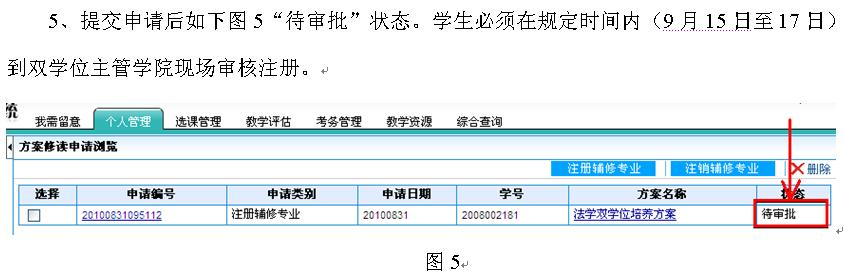 5、提交申请后如下图 5“待审批”状态。学生必须在规定时间内（9 月 15 日至 17 日）
到双学位主管学院现场审核注册。
统 我需留意 个人管理 选课管理 教学评估 考务管理 教学资源 综合查询
方案修读申请浏览
注册辅修专业 注销辅修专业 删除
选择 申请编号 申请类别 申请日期 学号 方案名称 状态
20100831095112 注册辅修专业 20100831 2008002181 法学双学位培养方案 待审批
图 5